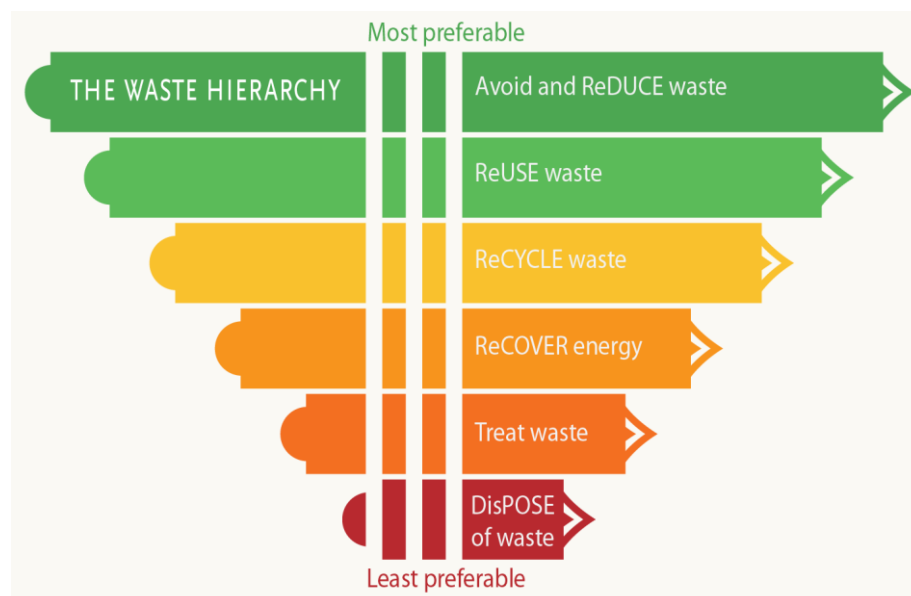 Most preferable
THE WASTE HIERARCHY
Avoid and ReDUCE waste
ReUSE waste
ReCYCLE waste
ReCOVER energy
Treat waste
DisPOSE
of waste
Least preferable